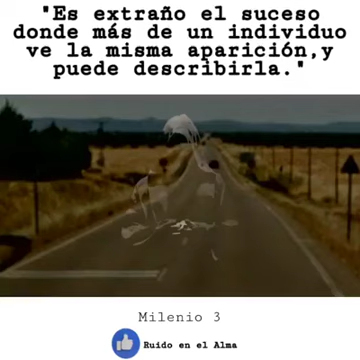 "Es extraño el suceso
donde más de un individuo
ve la misma aparición,y
puede describirla."
Milenio 3
Ruido en el Alma